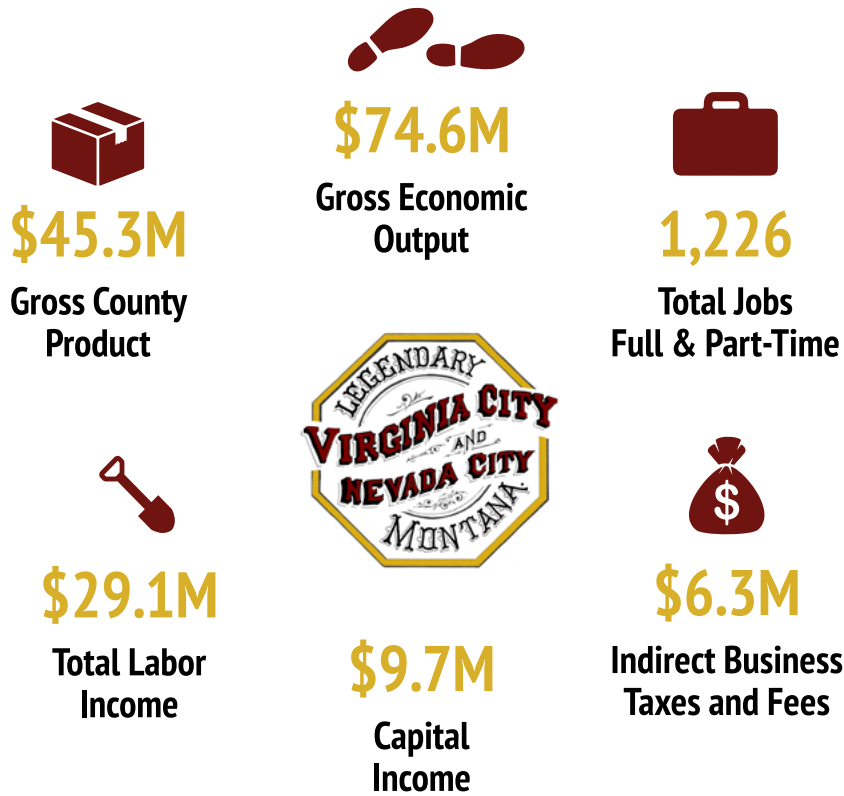 $74.6M
Gross Economic
Output
$45.3M
Gross County
Product
1,226
Total Jobs
Full & Part-Time
LEGENDARY
VIRGINIA CITY
AND
NEVADA CITY
MONTANA.
$
$29.1M
Total Labor
Income
$9.7M
Capital
Income
$6.3M
Indirect Business
Taxes and Fees